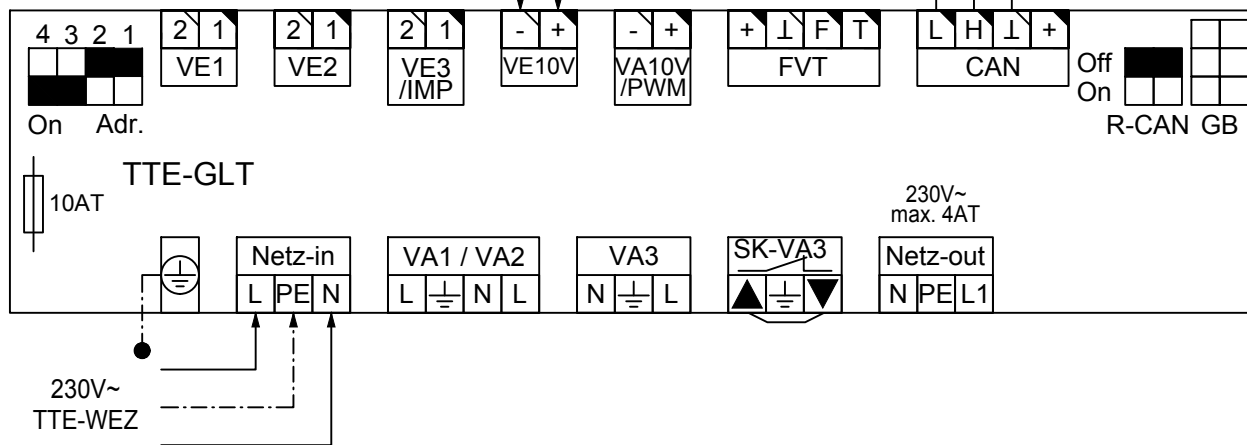 4 3 2 1
On Adr.
2 1
VE1
2 1
VE2
2 1
VE3
/IMP
- +
VE10V
- +
VA10V
/PWM
+ ⊥ F T
FVT
L H ⊥ +
CAN
Off
On
R-CAN
GB
TTE-GLT
10AT
Netz-in
L PE N
VA1 / VA2
L N L
VA3
N L
SK-VA3
230V~
max. 4AT
Netz-out
N PE L1
230V~
TTE-WEZ